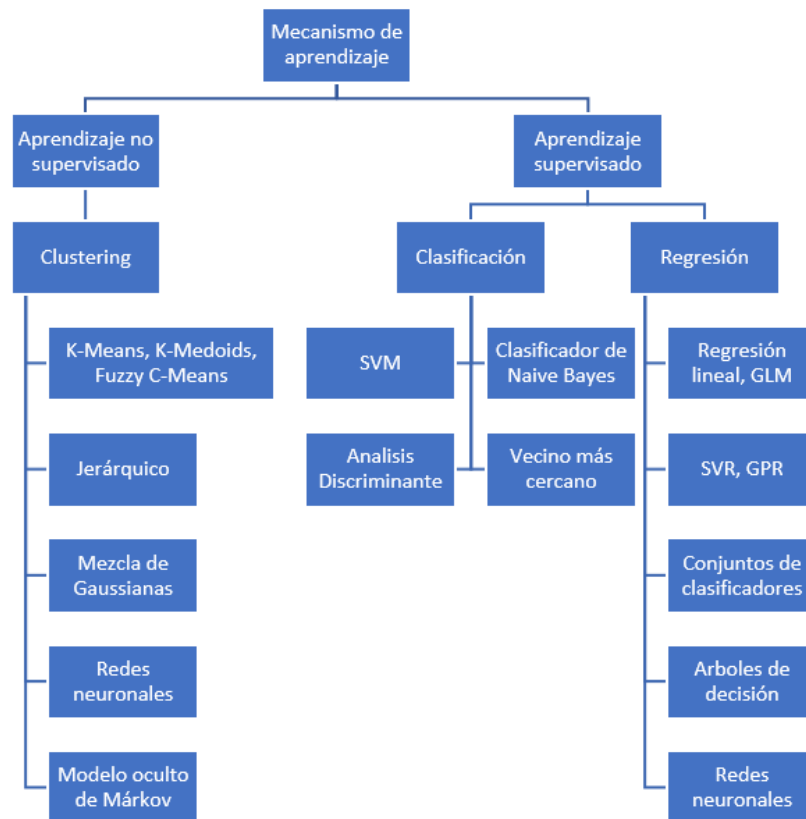 Mecanismo de
aprendizaje
Aprendizaje no
supervisado
Aprendizaje
supervisado
Clustering
Clasificación
Regresión
K-Means, K-Medoids,
Fuzzy C-Means
SVM
Clasificador de
Naive Bayes
Regresión
lineal, GLM
Jerárquico
Analisis
Discriminante
Vecino más
cercano
SVR, GPR
Mezcla de
Gaussianas
Conjuntos de
clasificadores
Redes
neuronales
Arboles de
decisión
Modelo oculto
de Márkov
Redes
neuronales